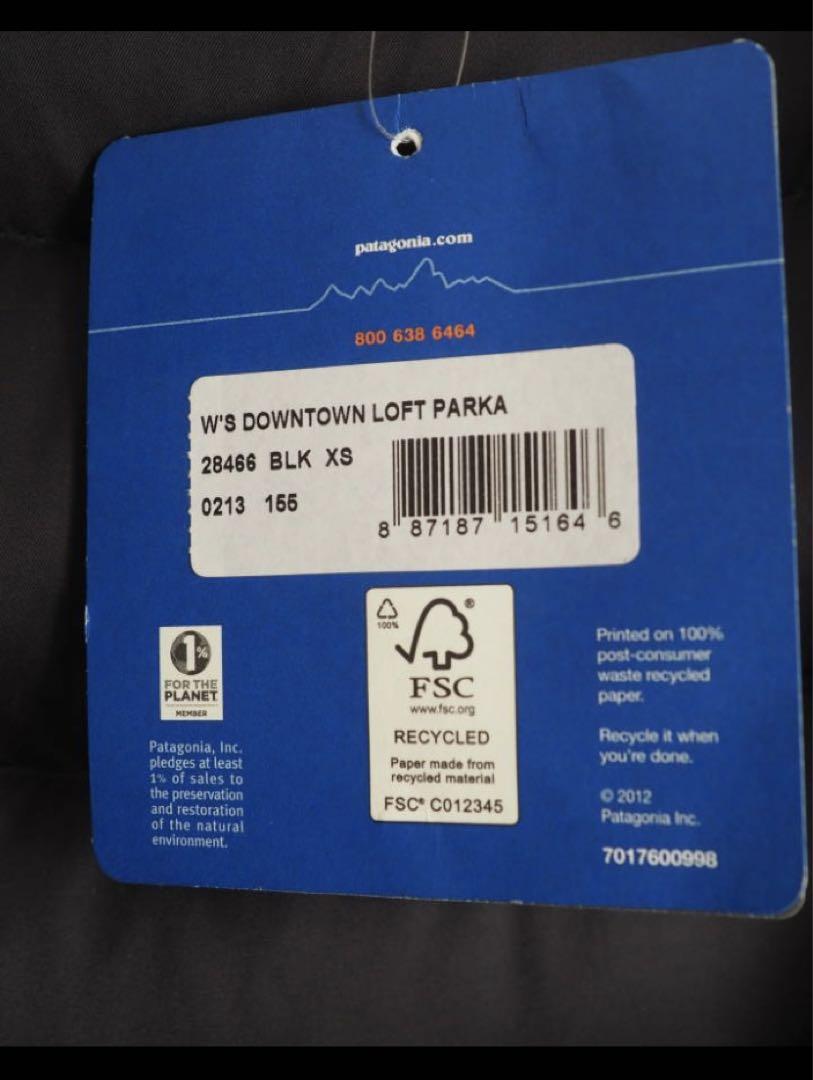 patagonia.com
800 638 6464
W'S DOWNTOWN LOFT PARKA
28466 BLK XS
0213 155
8 87187 15164 6
1%
FOR THE
PLANET
MEMBER
Patagonia, Inc.
pledges at least
1% of sales to
the preservation
and restoration
of the natural
environment.
100%
®
FSC
www.fsc.org
RECYCLED
Paper made from
recycled material
FSC® C012345
Printed on 100%
post-consumer
waste recycled
paper.
Recycle it when
you're done.
© 2012
Patagonia Inc.
7017600998